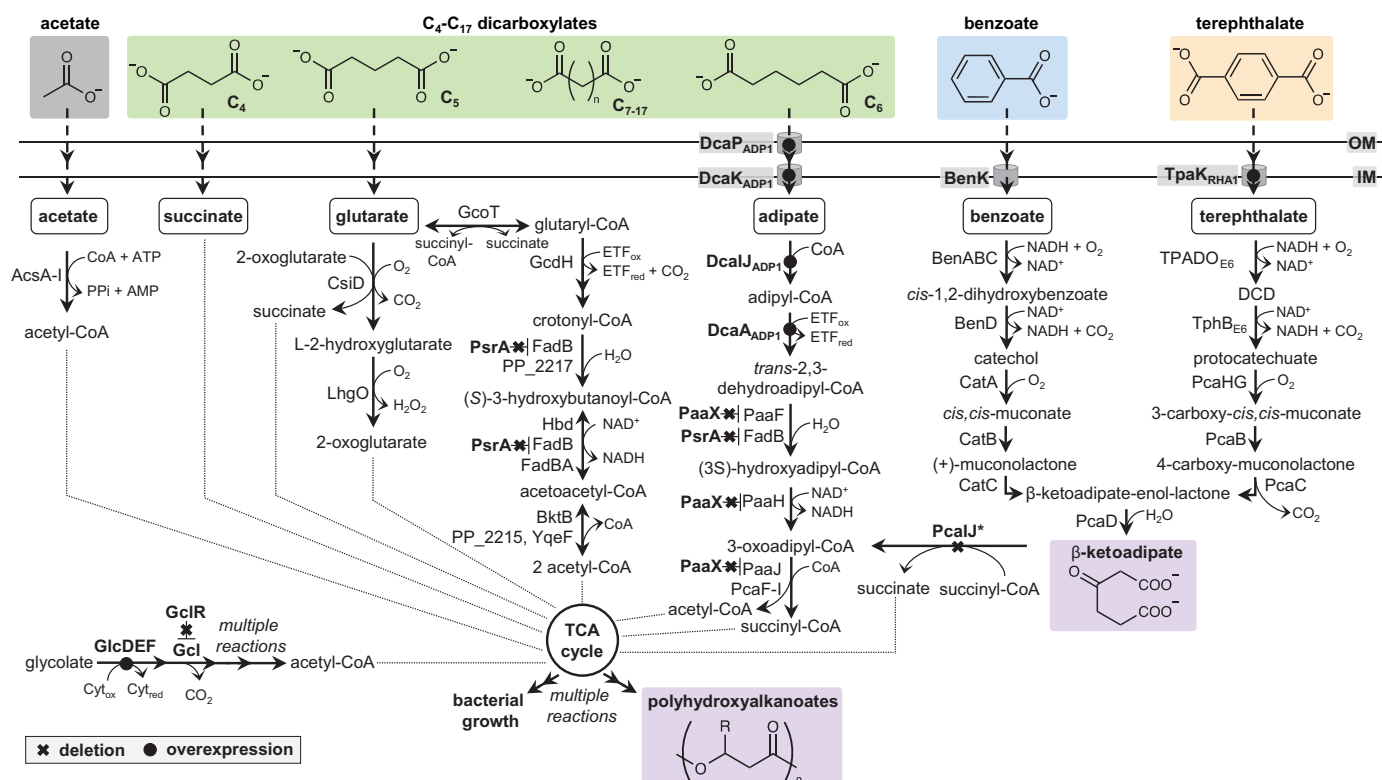 acetate
C4-C17 dicarboxylates
benzoate
terephthalate
O
O−
−O
O
O
O−
C4
−O
O
O
O−
C5
−O
O
O
O−
n
C7-17
−O
O
O
O−
C6
O
O−
−O
O
O
O−
DcaPADP1
OM
DcaKADP1
BenK
TpaKRHA1
IM
acetate
succinate
glutarate
GcoT
succinyl-CoA
succinate
glutaryl-CoA
adipate
benzoate
terephthalate
AcsA-I
CoA + ATP
PPi + AMP
acetyl-CoA
2-oxoglutarate
CsiD
O2
CO2
succinate
L-2-hydroxyglutarate
LhgO
O2
H2O2
2-oxoglutarate
GcdH
ETFox
ETFred + CO2
crotonyl-CoA
PsrA
FadB
PP_2217
H2O
(S)-3-hydroxybutanoyl-CoA
Hbd
PsrA
FadB
FadBA
NAD+
NADH
acetoacetyl-CoA
BktB
PP_2215, YqeF
CoA
2 acetyl-CoA
DcaIJADP1
CoA
adipyl-CoA
DcaAADP1
ETFox
ETFred
trans-2,3-
dehydroadipyl-CoA
PaaX
PaaF
PsrA
FadB
H2O
(3S)-hydroxyadipyl-CoA
PaaX
PaaH
NAD+
NADH
3-oxoadipyl-CoA
PaaX
PaaJ
PcaF-I
CoA
acetyl-CoA
succinyl-CoA
BenABC
NADH + O2
NAD+
cis-1,2-dihydroxybenzoate
BenD
NAD+
NADH + CO2
catechol
CatA
O2
cis,cis-muconate
CatB
(+)-muconolactone
CatC
TPADOE6
NADH + O2
NAD+
DCD
TphBE6
NAD+
NADH + CO2
protocatechuate
PcaHG
O2
3-carboxy-cis,cis-muconate
PcaB
4-carboxy-muconolactone
PcaC
CO2
β-ketoadipate-enol-lactone
PcaD
H2O
PcaIJ*
succinate
succinyl-CoA
β-ketoadipate
O
COO−
COO−
glycolate
GlcDEF
Cytox
Cytred
GclR
Gcl
CO2
multiple
reactions
acetyl-CoA
TCA
cycle
bacterial
growth
multiple
reactions
polyhydroxyalkanoates
R
O
O
n
deletion
overexpression